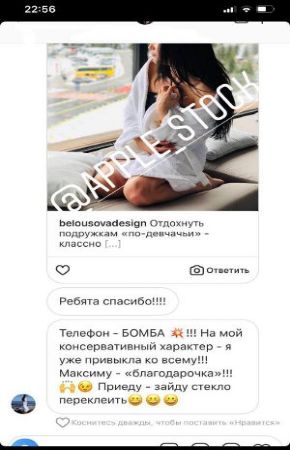 22:56
@APPLE_STOCK
belousovadesign Отдохнуть
подружкам «по-девчачьи» -
классно [...]
Ответить
Ребята спасибо!!!!
Телефон - БОМБА 💥!!! На мой
консервативный характер - я
уже привыкла ко всему!!!
Максиму - «благодарочка»!!!
🙌😉 Приеду - зайду стекло
переклеить😄😄😄
Коснитесь дважды, чтобы поставить «Нравится»